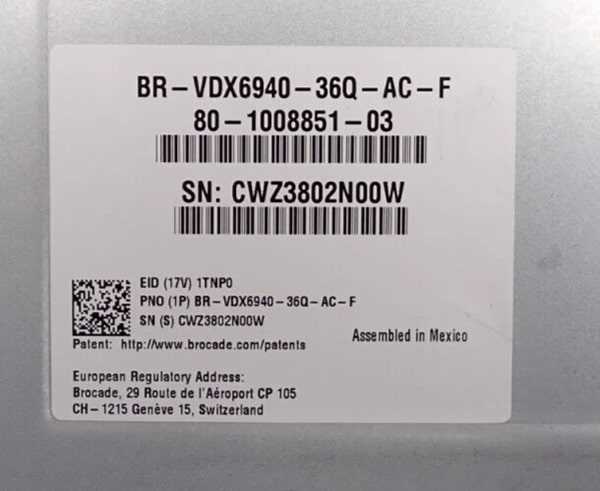 BR-VDX6940-36Q-AC-F
80-1008851-03
SN: CWZ3802N00W
EID (17V) 1TNP0
PNO (1P) BR-VDX6940-36Q-AC-F
SN (S) CWZ3802N00W
Patent: http://www.brocade.com/patents
Assembled in Mexico
European Regulatory Address:
Brocade, 29 Route de l'Aéroport CP 105
CH-1215 Genève 15, Switzerland